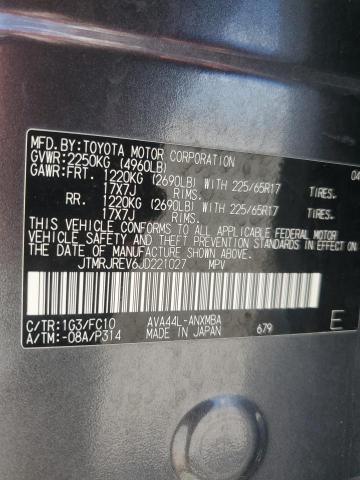 MFD.BY:TOYOTA MOTOR CORPORATION 04
GVWR:2250KG (4960LB)
GAWR:FRT. 1220KG (2690LB) WITH 225/65R17 TIRES,
17X7J RIMS.
RR. 1220KG (2690LB) WITH 225/65R17 TIRES,
17X7J RIMS.
THIS VEHICLE CONFORMS TO ALL APPLICABLE FEDERAL MOTOR
VEHICLE SAFETY AND THEFT PREVENTION STANDARDS IN EFFECT ON
THE DATE OF MANUFACTURE SHOWN ABOVE.
JTMRJREV6JD221027 MPV
C/TR:1G3/FC10 AVA44L-ANXMBA
A/TM:-08A/P314 MADE IN JAPAN 679 E